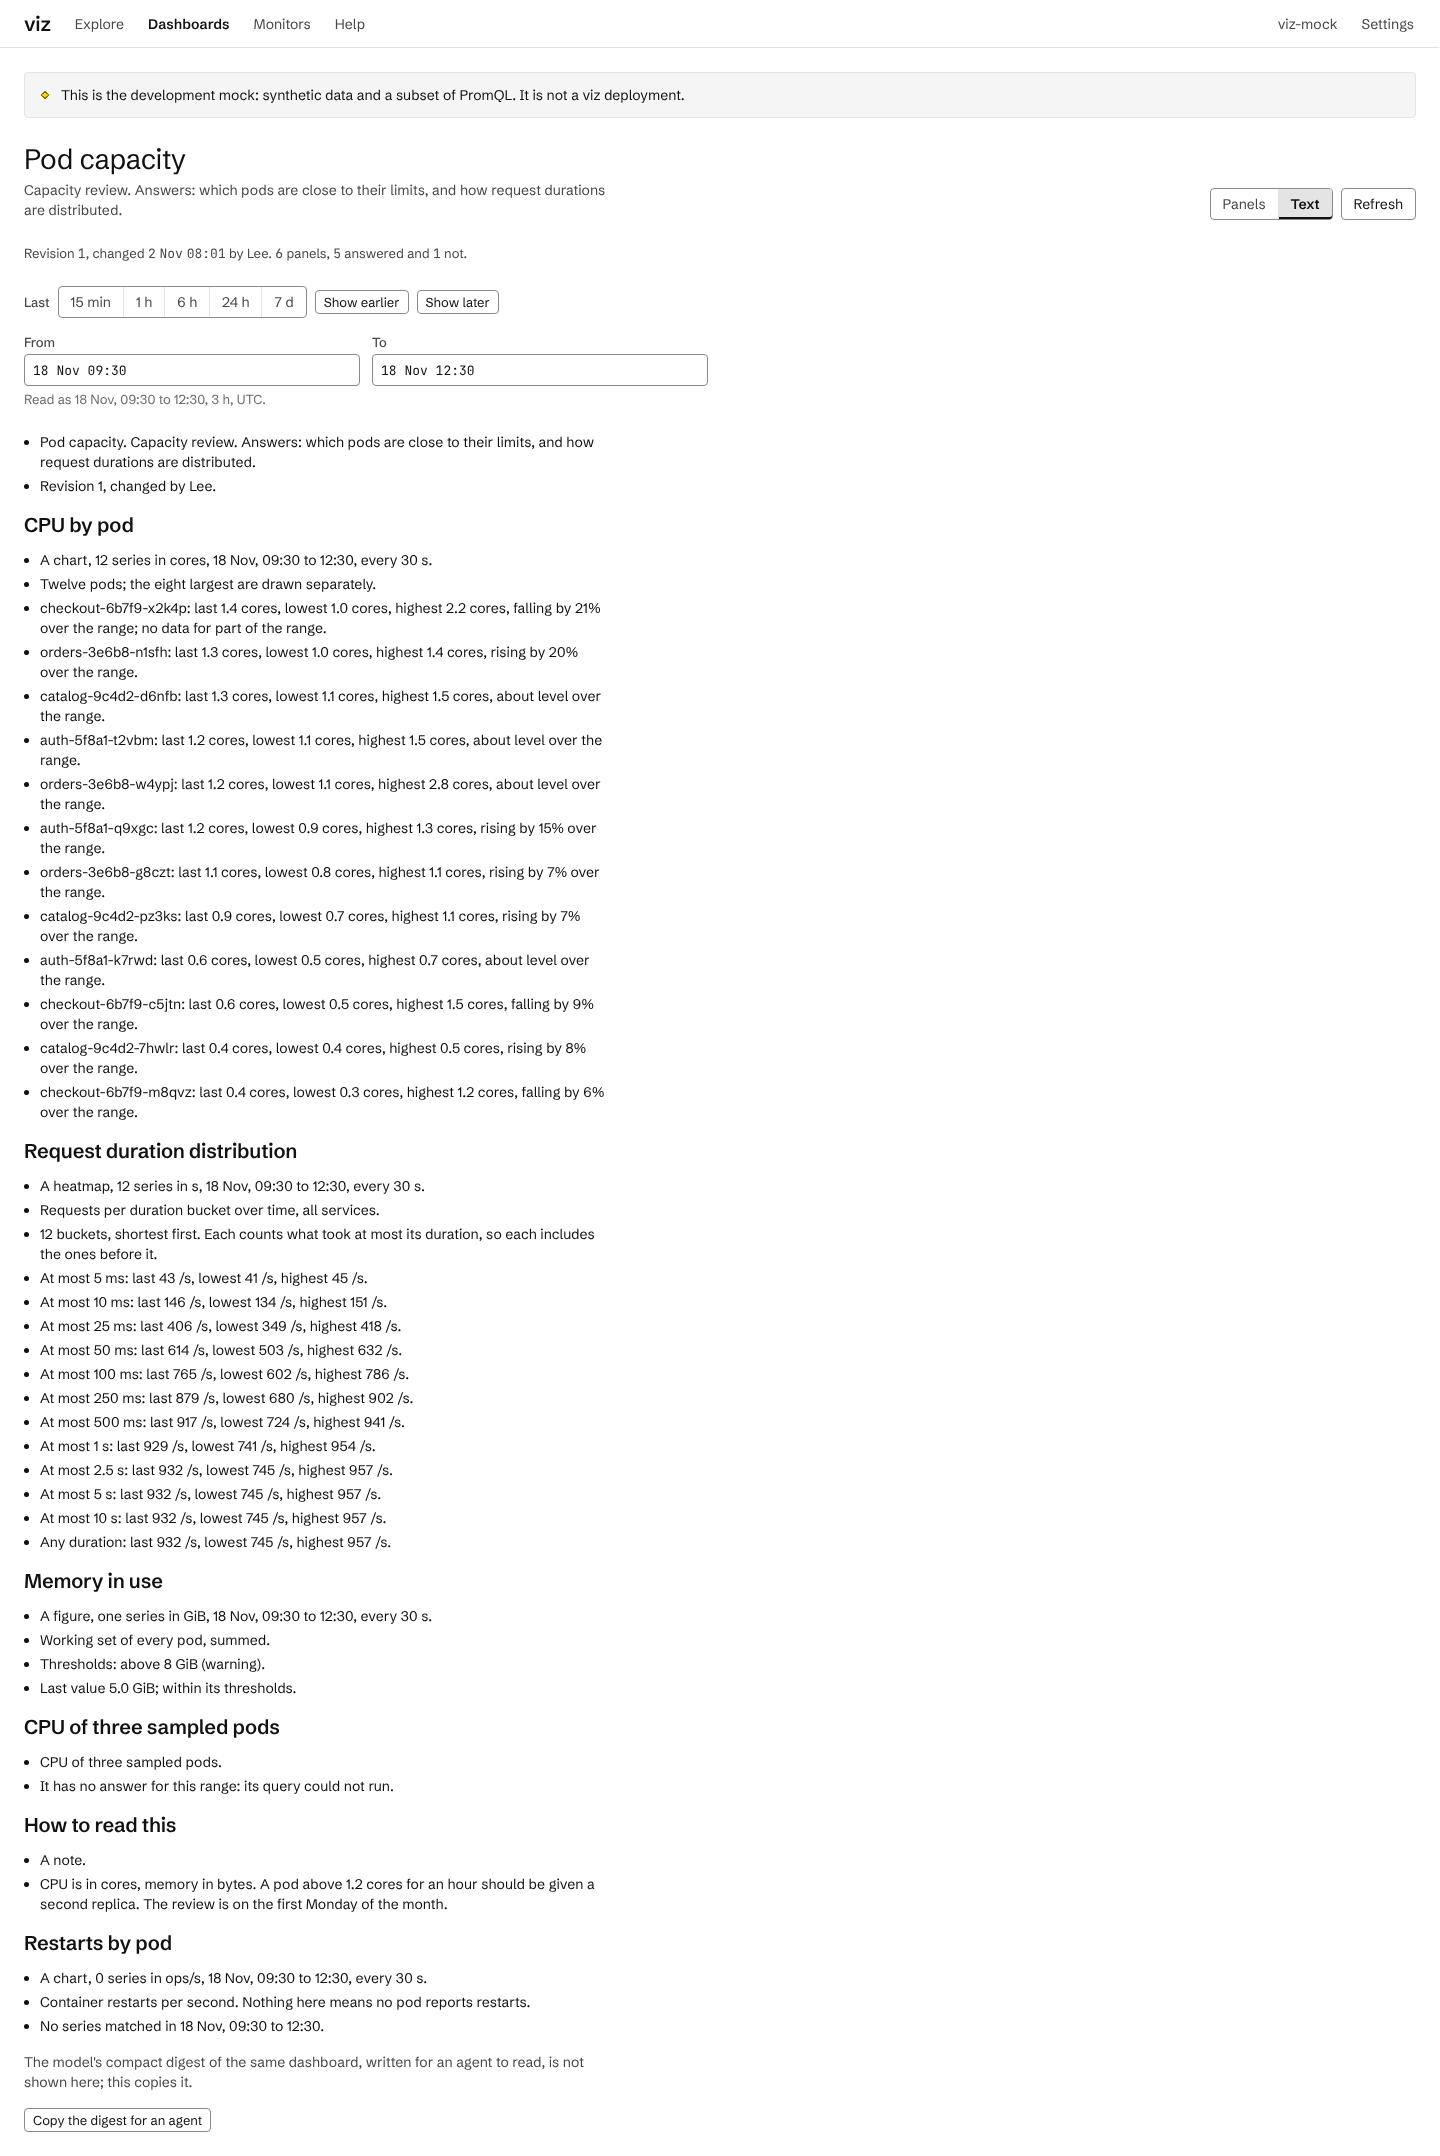 viz Explore Dashboards Monitors Help viz-mock Settings
This is the development mock: synthetic data and a subset of PromQL. It is not a viz deployment.
Pod capacity
Capacity review. Answers: which pods are close to their limits, and how request durations
are distributed.
Panels Text Refresh
Revision 1, changed 2 Nov 08:01 by Lee. 6 panels, 5 answered and 1 not.
Last 15 min 1 h 6 h 24 h 7 d Show earlier Show later
From To
18 Nov 09:30 18 Nov 12:30
Read as 18 Nov, 09:30 to 12:30, 3 h, UTC.
• Pod capacity. Capacity review. Answers: which pods are close to their limits, and how
request durations are distributed.
• Revision 1, changed by Lee.
CPU by pod
• A chart, 12 series in cores, 18 Nov, 09:30 to 12:30, every 30 s.
• Twelve pods; the eight largest are drawn separately.
• checkout-6b7f9-x2k4p: last 1.4 cores, lowest 1.0 cores, highest 2.2 cores, falling by 21%
over the range; no data for part of the range.
• orders-3e6b8-n1sfh: last 1.3 cores, lowest 1.0 cores, highest 1.4 cores, rising by 20%
over the range.
• catalog-9c4d2-d6nfb: last 1.3 cores, lowest 1.1 cores, highest 1.5 cores, about level over
the range.
• auth-5f8a1-t2vbm: last 1.2 cores, lowest 1.1 cores, highest 1.5 cores, about level over the
range.
• orders-3e6b8-w4ypj: last 1.2 cores, lowest 1.1 cores, highest 2.8 cores, about level over
the range.
• auth-5f8a1-q9xgc: last 1.2 cores, lowest 0.9 cores, highest 1.3 cores, rising by 15% over
the range.
• orders-3e6b8-g8czt: last 1.1 cores, lowest 0.8 cores, highest 1.1 cores, rising by 7% over
the range.
• catalog-9c4d2-pz3ks: last 0.9 cores, lowest 0.7 cores, highest 1.1 cores, rising by 7%
over the range.
• auth-5f8a1-k7rwd: last 0.6 cores, lowest 0.5 cores, highest 0.7 cores, about level over
the range.
• checkout-6b7f9-c5jtn: last 0.6 cores, lowest 0.5 cores, highest 1.5 cores, falling by 9%
over the range.
• catalog-9c4d2-7hwlr: last 0.4 cores, lowest 0.4 cores, highest 0.5 cores, rising by 8%
over the range.
• checkout-6b7f9-m8qvz: last 0.4 cores, lowest 0.3 cores, highest 1.2 cores, falling by 6%
over the range.
Request duration distribution
• A heatmap, 12 series in s, 18 Nov, 09:30 to 12:30, every 30 s.
• Requests per duration bucket over time, all services.
• 12 buckets, shortest first. Each counts what took at most its duration, so each includes
the ones before it.
• At most 5 ms: last 43 /s, lowest 41 /s, highest 45 /s.
• At most 10 ms: last 146 /s, lowest 134 /s, highest 151 /s.
• At most 25 ms: last 406 /s, lowest 349 /s, highest 418 /s.
• At most 50 ms: last 614 /s, lowest 503 /s, highest 632 /s.
• At most 100 ms: last 765 /s, lowest 602 /s, highest 786 /s.
• At most 250 ms: last 879 /s, lowest 680 /s, highest 902 /s.
• At most 500 ms: last 917 /s, lowest 724 /s, highest 941 /s.
• At most 1 s: last 929 /s, lowest 741 /s, highest 954 /s.
• At most 2.5 s: last 932 /s, lowest 745 /s, highest 957 /s.
• At most 5 s: last 932 /s, lowest 745 /s, highest 957 /s.
• At most 10 s: last 932 /s, lowest 745 /s, highest 957 /s.
• Any duration: last 932 /s, lowest 745 /s, highest 957 /s.
Memory in use
• A figure, one series in GiB, 18 Nov, 09:30 to 12:30, every 30 s.
• Working set of every pod, summed.
• Thresholds: above 8 GiB (warning).
• Last value 5.0 GiB; within its thresholds.
CPU of three sampled pods
• CPU of three sampled pods.
• It has no answer for this range: its query could not run.
How to read this
• A note.
• CPU is in cores, memory in bytes. A pod above 1.2 cores for an hour should be given a
second replica. The review is on the first Monday of the month.
Restarts by pod
• A chart, 0 series in ops/s, 18 Nov, 09:30 to 12:30, every 30 s.
• Container restarts per second. Nothing here means no pod reports restarts.
• No series matched in 18 Nov, 09:30 to 12:30.
The model's compact digest of the same dashboard, written for an agent to read, is not
shown here; this copies it.
Copy the digest for an agent